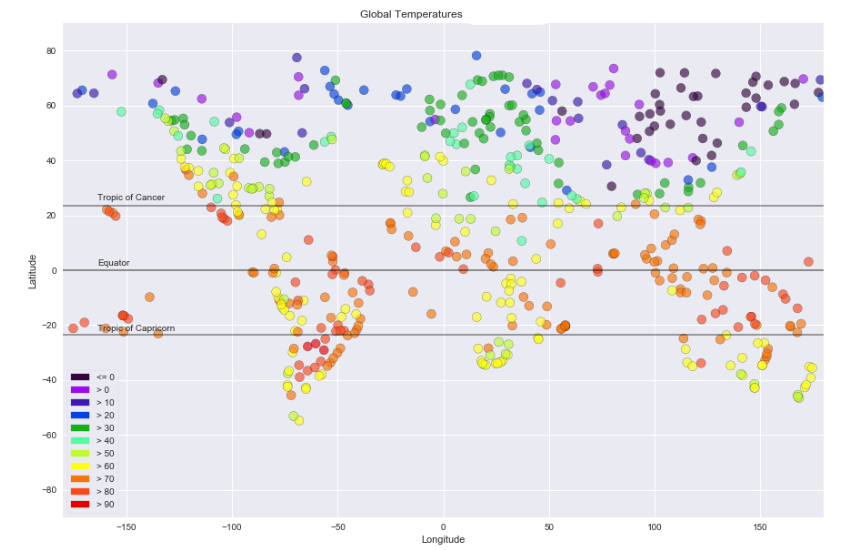 Global Temperatures
80
60
40
20
0
−20
−40
−60
−80
Latitude
Tropic of Cancer
Equator
Tropic of Capricorn
<= 0
> 0
> 10
> 20
> 30
> 40
> 50
> 60
> 70
> 80
> 90
−150 −100 −50 0 50 100 150
Longitude